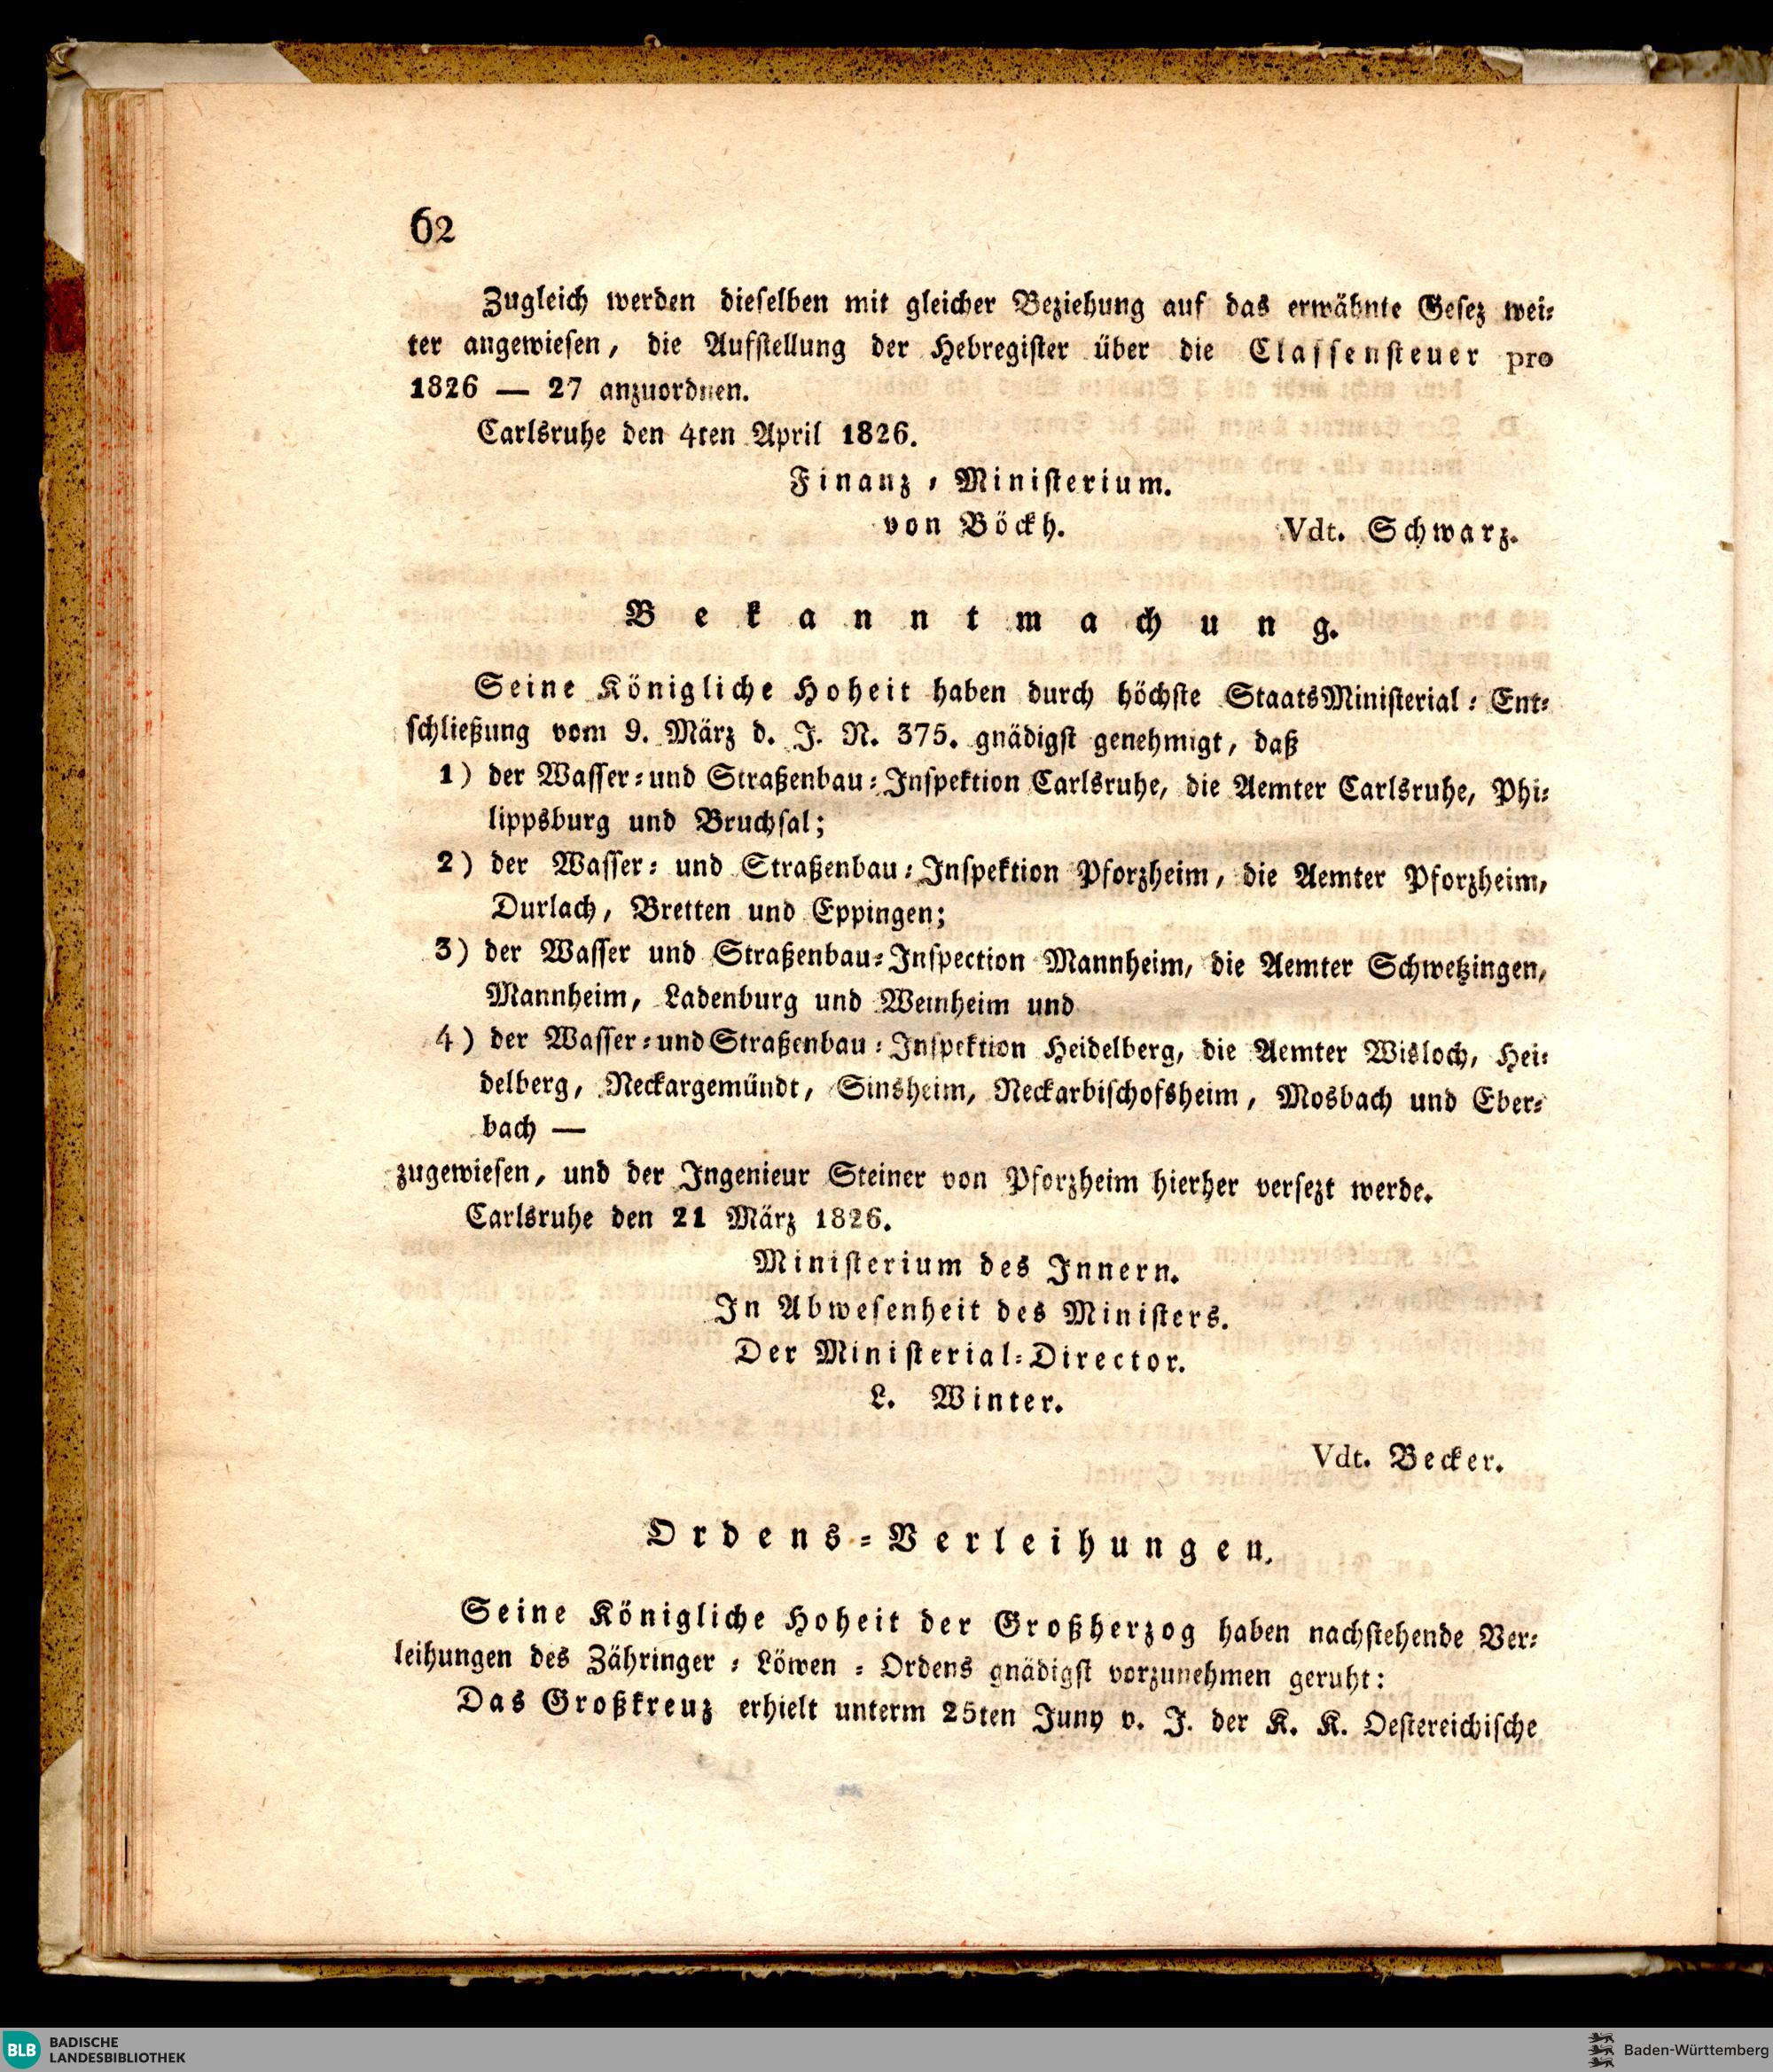 62
Zugleich werden dieselben mit gleicher Beziehung auf das erwähnte Gesez wei-
ter angewiesen, die Aufstellung der Hebregister über die Classensteuer pro
1826 — 27 anzuordnen.
Carlsruhe den 4ten April 1826.
Finanz-Ministerium.
von Böckh. Vdt. Schwarz.
Bekanntmachung.
Seine Königliche Hoheit haben durch höchste StaatsMinisterial-Ent-
schließung vom 9. März d. J. N. 375. gnädigst genehmigt, daß
1) der Wasser- und Straßenbau-Inspektion Carlsruhe, die Aemter Carlsruhe, Phi-
lippsburg und Bruchsal;
2) der Wasser- und Straßenbau-Inspektion Pforzheim, die Aemter Pforzheim,
Durlach, Bretten und Eppingen;
3) der Wasser und Straßenbau-Inspection Mannheim, die Aemter Schwetzingen,
Mannheim, Ladenburg und Weinheim und
4) der Wasser- und Straßenbau-Inspektion Heidelberg, die Aemter Wisloch, Hei-
delberg, Neckargemündt, Sinsheim, Neckarbischofsheim, Mosbach und Eber-
bach —
zugewiesen, und der Ingenieur Steiner von Pforzheim hierher versezt werde.
Carlsruhe den 21 März 1826.
Ministerium des Innern.
In Abwesenheit des Ministers.
Der Ministerial-Director.
L. Winter.
Vdt. Becker.
Ordens-Verleihungen.
Seine Königliche Hoheit der Großherzog haben nachstehende Ver-
leihungen des Zähringer-Löwen-Ordens gnädigst vorzunehmen geruht:
Das Großkreuz erhielt unterm 25ten Juny v. J. der K. K. Oestereichische
BLB BADISCHE
LANDESBIBLIOTHEK
Baden-Württemberg